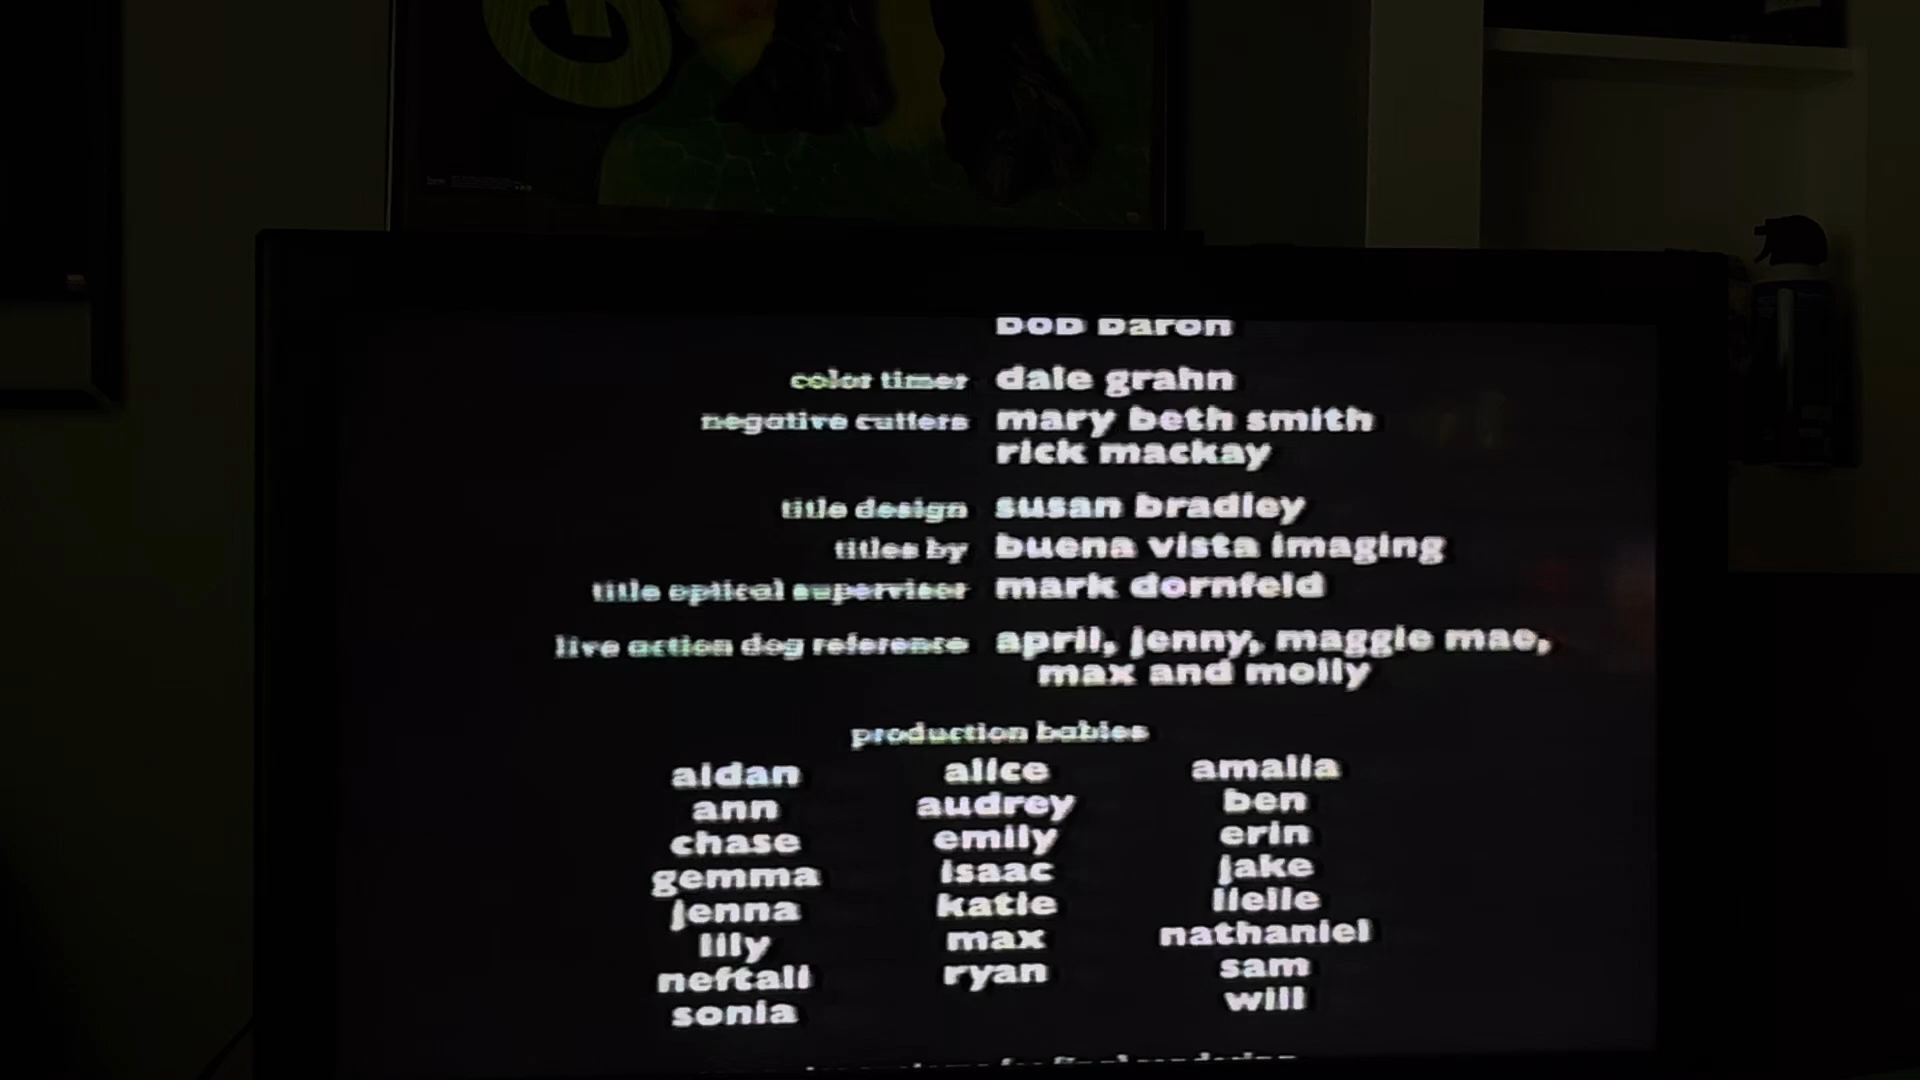 G
bob baron
color timer dale grahn
negative cutters mary beth smith
rick mackay
title design susan bradley
titles by buena vista imaging
title optical supervisor mark dornfeld
live action dog reference april, jenny, maggie mae,
max and molly
production babies
aidan alice amalia
ann audrey ben
chase emily erin
gemma isaac jake
jenna katie lielle
lily max nathaniel
neftali ryan sam
sonia will